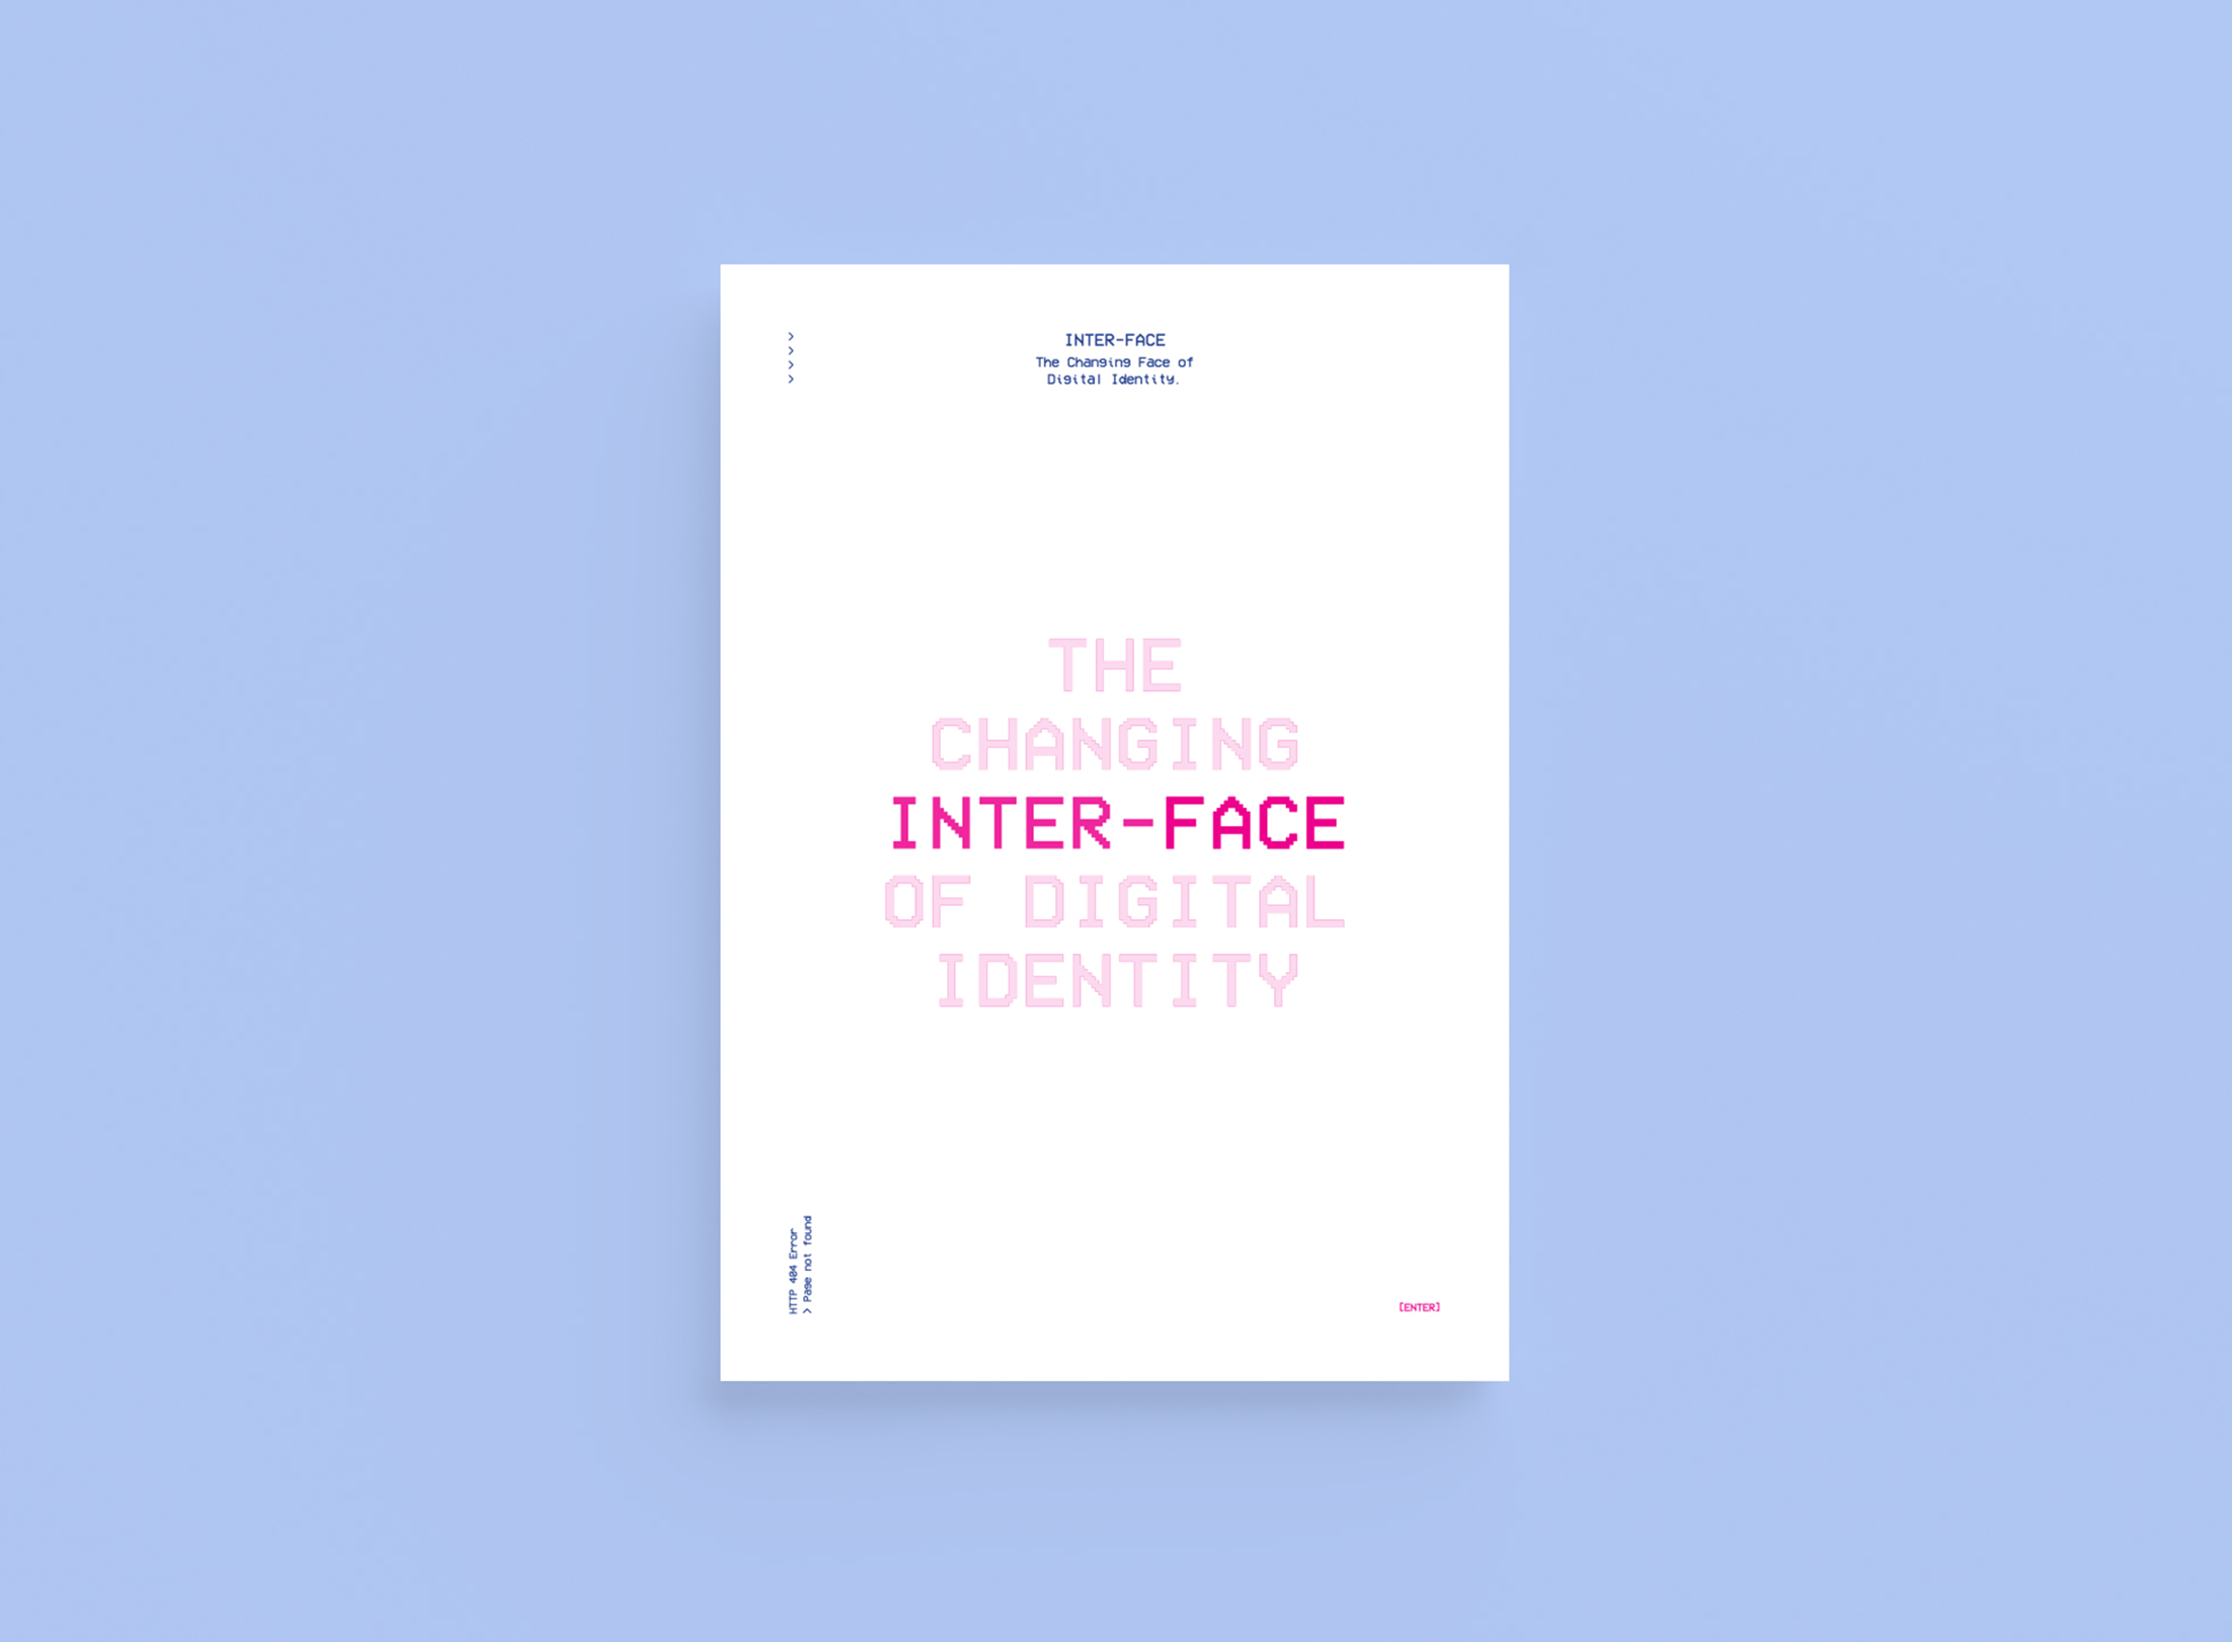 >
>
>
>
INTER-FACE
The Changing Face of
Digital Identity.
THE
CHANGING
INTER-FACE
OF DIGITAL
IDENTITY
HTTP 404 Error
> Page not found
[ENTER]